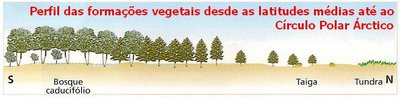 Perfil das formações vegetais desde as latitudes médias até ao
Círculo Polar Árctico
S Bosque Taiga Tundra N
caducifólio